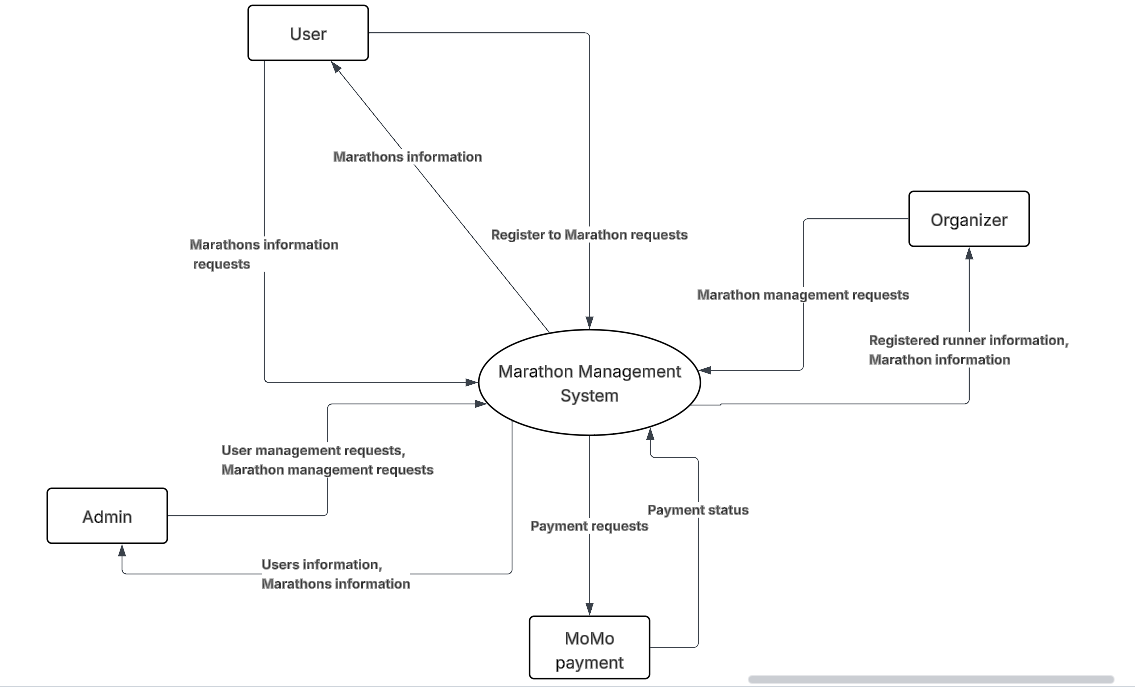 User
Marathons information
Register to Marathon requests
Marathons information
requests
Organizer
Marathon management requests
Registered runner information,
Marathon information
Marathon Management
System
User management requests,
Marathon management requests
Admin
Payment requests
Payment status
Users information,
Marathons information
MoMo
payment